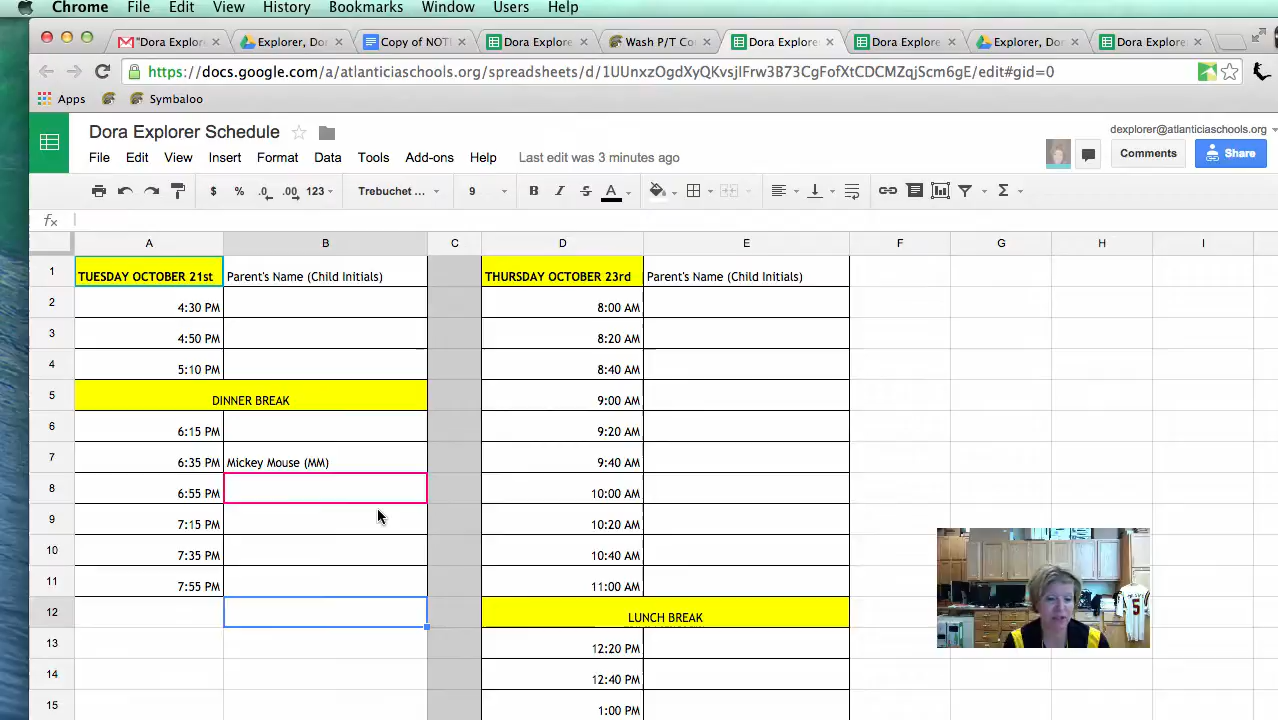 Chrome File Edit View History Bookmarks Window Users Help
"Dora Explor Explorer, Do Copy of NOT Dora Explore Wash P/T Co Dora Explore Dora Explore Explorer, Do Dora Explore
https://docs.google.com/a/atlanticiaschools.org/spreadsheets/d/1UUnxzOgdXyQKvsjIFrw3B73CgFofXtCDCMZqjScm6gE/edit#gid=0
Apps Symbaloo
Dora Explorer Schedule dexplorer@atlanticiaschools.org
File Edit View Insert Format Data Tools Add-ons Help Last edit was 3 minutes ago Comments Share
$ % .0 .00 123 Trebuchet ... 9 B I S A Σ
fx
A B C D E F G H I
1 TUESDAY OCTOBER 21st Parent's Name (Child Initials) THURSDAY OCTOBER 23rd Parent's Name (Child Initials)
2 4:30 PM 8:00 AM
3 4:50 PM 8:20 AM
4 5:10 PM 8:40 AM
5 DINNER BREAK 9:00 AM
6 6:15 PM 9:20 AM
7 6:35 PM Mickey Mouse (MM) 9:40 AM
8 6:55 PM 10:00 AM
9 7:15 PM 10:20 AM
10 7:35 PM 10:40 AM
11 7:55 PM 11:00 AM
12 LUNCH BREAK
13 12:20 PM
14 12:40 PM
15 1:00 PM
5